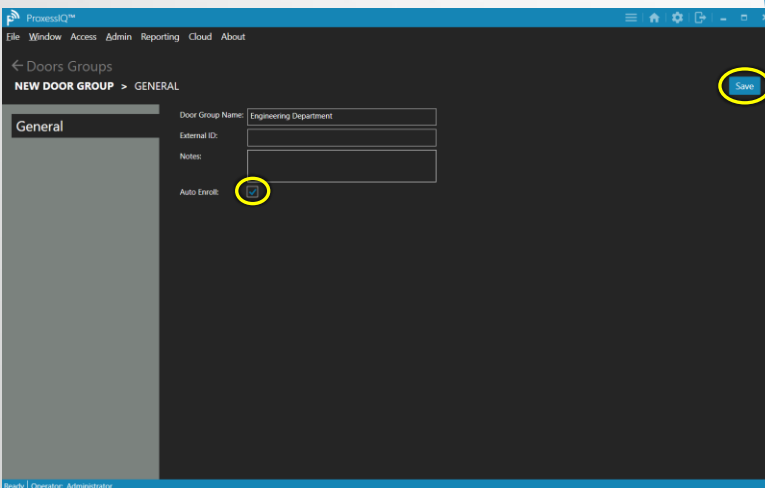 ProxessIQ™
File Window Access Admin Reporting Cloud About
Doors Groups
NEW DOOR GROUP > GENERAL
Save
General
Door Group Name: Engineering Department
External ID:
Notes:
Auto Enroll:
Ready Operator: Administrator